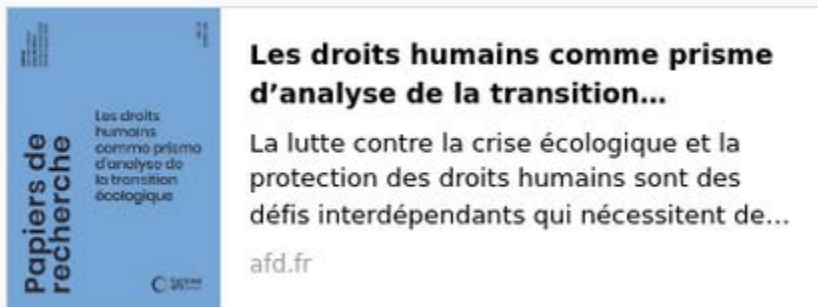 Papiers de
recherche
Les droits
humains
comme prisme
d'analyse de
la transition
écologique
Les droits humains comme prisme
d'analyse de la transition...
La lutte contre la crise écologique et la
protection des droits humains sont des
défis interdépendants qui nécessitent de...
afd.fr